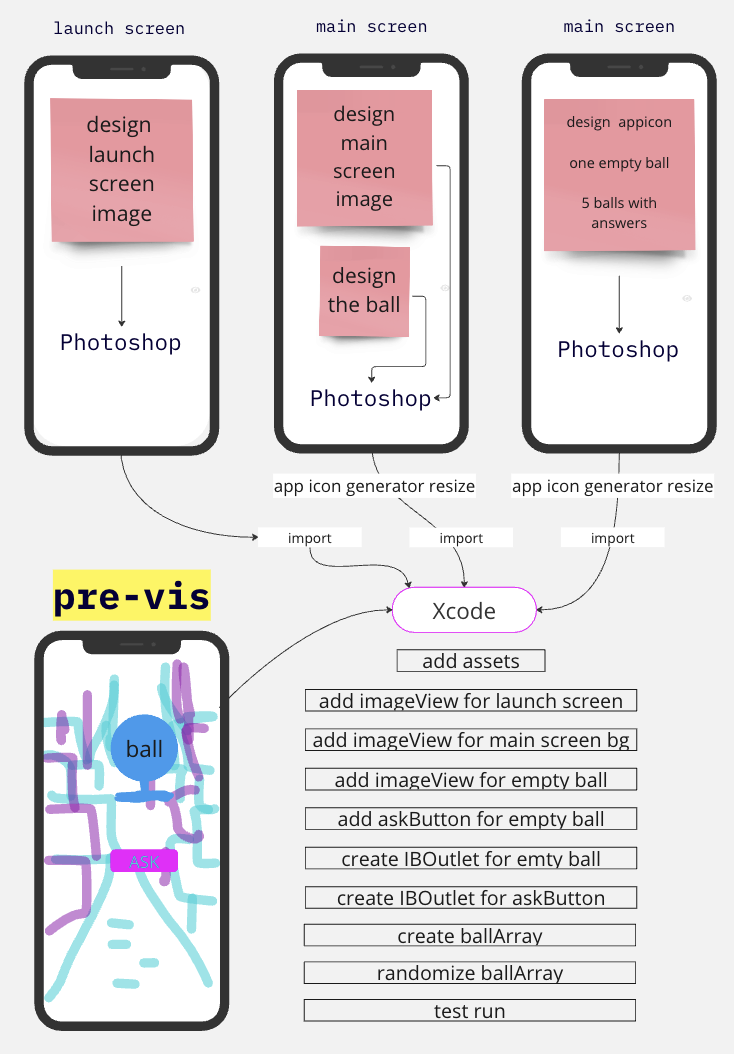 launch screen
main screen
main screen
design
launch
screen
image
Photoshop
design
main
screen
image
design
the ball
Photoshop
design appicon
one empty ball
5 balls with
answers
Photoshop
app icon generator resize
app icon generator resize
import
import
import
pre-vis
Xcode
ball
ASK
add assets
add imageView for launch screen
add imageView for main screen bg
add imageView for empty ball
add askButton for empty ball
create IBOutlet for emty ball
create IBOutlet for askButton
create ballArray
randomize ballArray
test run